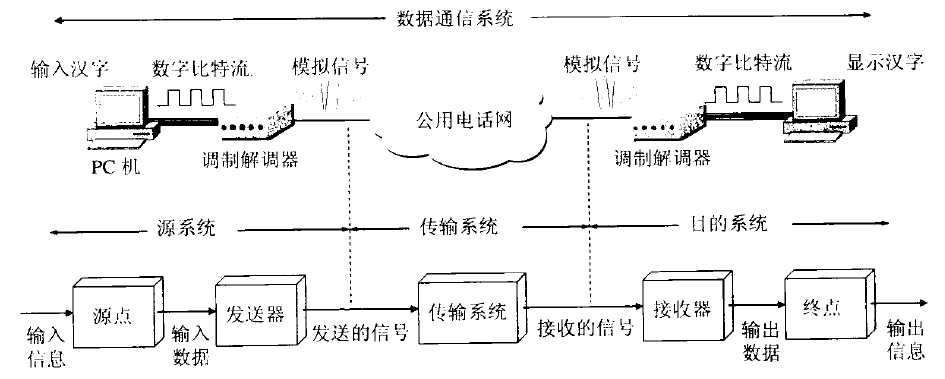 数据通信系统
输入汉字
数字比特流
模拟信号
模拟信号
数字比特流
显示汉字
公用电话网
PC 机
调制解调器
调制解调器
源系统
传输系统
目的系统
源点
发送器
传输系统
接收器
终点
输入
信息
输入
数据
发送的信号
接收的信号
输出
数据
输出
信息